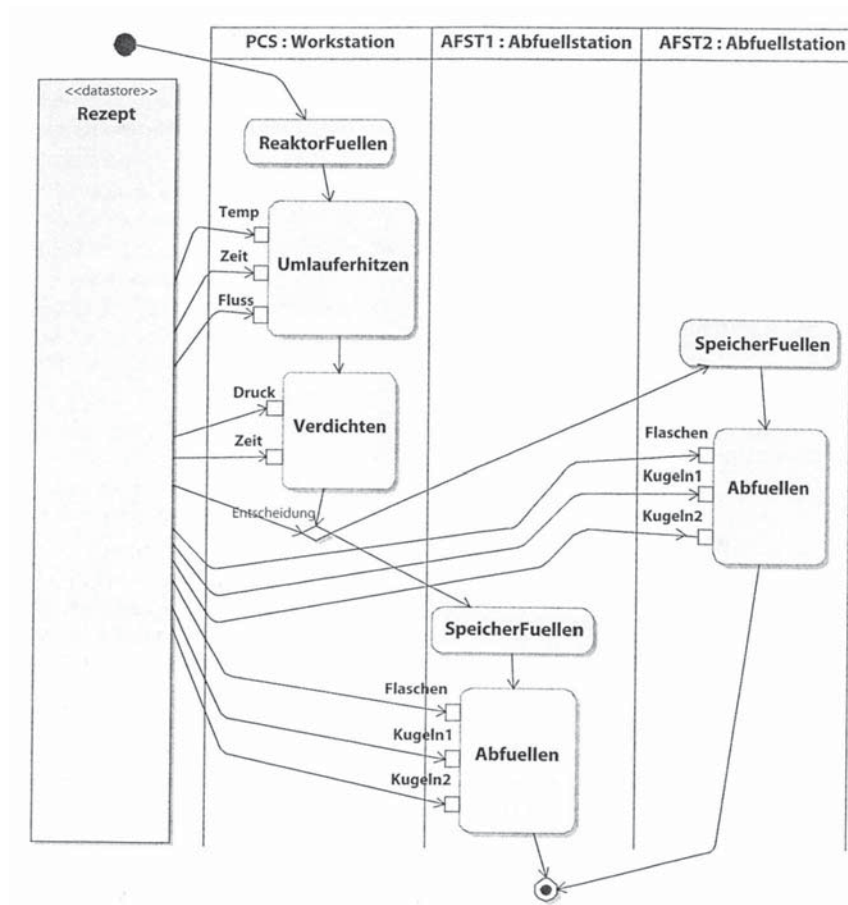 PCS : Workstation
AFST1 : Abfuellstation
AFST2 : Abfuellstation
<<datastore>>
Rezept
ReaktorFuellen
Temp
Zeit
Umlauferhitzen
Fluss
SpeicherFuellen
Druck
Verdichten
Zeit
Flaschen
Kugeln1
Abfuellen
Kugeln2
Entscheidung
SpeicherFuellen
Flaschen
Kugeln1
Abfuellen
Kugeln2